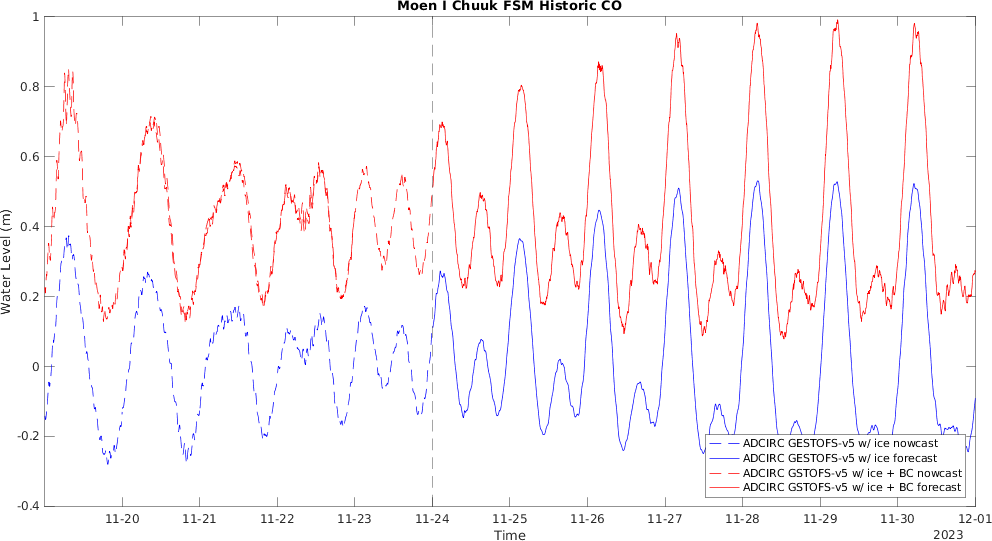 Moen I Chuuk FSM Historic CO
Water Level (m)
1
0.8
0.6
0.4
0.2
0
-0.2
-0.4
11-20 11-21 11-22 11-23 11-24 11-25 11-26 11-27 11-28 11-29 11-30 12-01
Time
2023
ADCIRC GESTOFS-v5 w/ ice nowcast
ADCIRC GESTOFS-v5 w/ ice forecast
ADCIRC GSTOFS-v5 w/ ice + BC nowcast
ADCIRC GSTOFS-v5 w/ ice + BC forecast